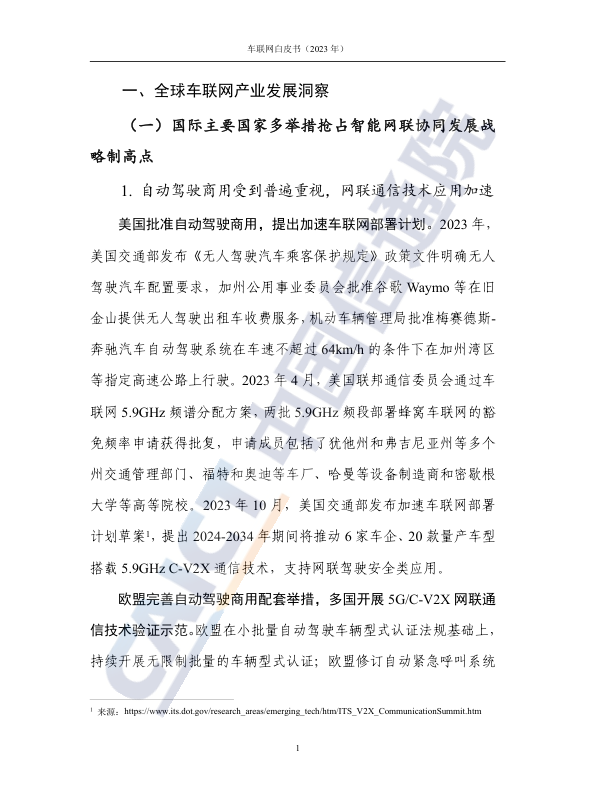 车联网白皮书（2023 年）
一、全球车联网产业发展洞察
（一）国际主要国家多举措抢占智能网联协同发展战
略制高点
1. 自动驾驶商用受到普遍重视，网联通信技术应用加速
美国批准自动驾驶商用，提出加速车联网部署计划。2023 年，
美国交通部发布《无人驾驶汽车乘客保护规定》政策文件明确无人
驾驶汽车配置要求，加州公用事业委员会批准谷歌 Waymo 等在旧
金山提供无人驾驶出租车收费服务，机动车辆管理局批准梅赛德斯-
奔驰汽车自动驾驶系统在车速不超过 64km/h 的条件下在加州湾区
等指定高速公路上行驶。2023 年 4 月，美国联邦通信委员会通过车
联网 5.9GHz 频谱分配方案，两批 5.9GHz 频段部署蜂窝车联网的豁
免频率申请获得批复，申请成员包括了犹他州和弗吉尼亚州等多个
州交通管理部门、福特和奥迪等车厂、哈曼等设备制造商和密歇根
大学等高等院校。2023 年 10 月，美国交通部发布加速车联网部署
计划草案1，提出 2024-2034 年期间将推动 6 家车企、20 款量产车型
搭载 5.9GHz C-V2X 通信技术，支持网联驾驶安全类应用。
欧盟完善自动驾驶商用配套举措，多国开展 5G/C-V2X 网联通
信技术验证示范。欧盟在小批量自动驾驶车辆型式认证法规基础上，
持续开展无限制批量的车辆型式认证；欧盟修订自动紧急呼叫系统
1 来源：https://www.its.dot.gov/research_areas/emerging_tech/htm/ITS_V2X_CommunicationSummit.htm
1
CAICT 中国信通院